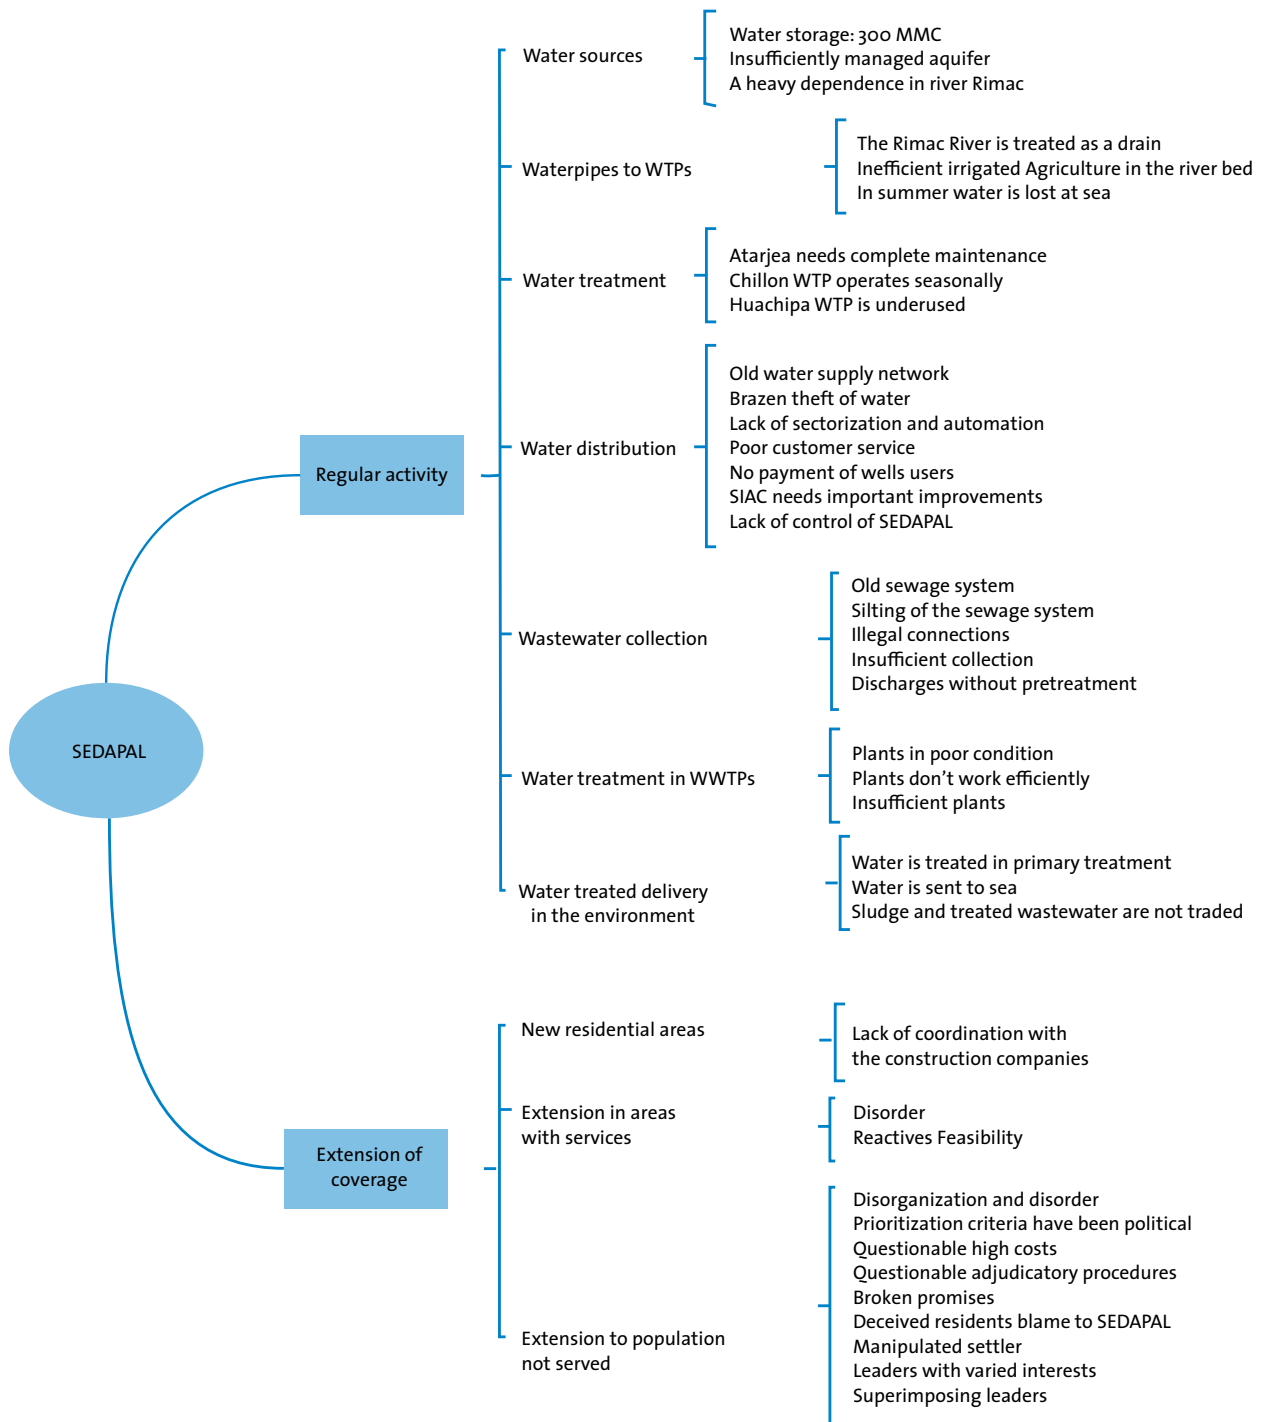 Water sources
Water storage: 300 MMC
Insufficiently managed aquifer
A heavy dependence in river Rimac
Waterpipes to WTPs
The Rimac River is treated as a drain
Inefficient irrigated Agriculture in the river bed
In summer water is lost at sea
Water treatment
Atarjea needs complete maintenance
Chillon WTP operates seasonally
Huachipa WTP is underused
Regular activity
Water distribution
Old water supply network
Brazen theft of water
Lack of sectorization and automation
Poor customer service
No payment of wells users
SIAC needs important improvements
Lack of control of SEDAPAL
Wastewater collection
Old sewage system
Silting of the sewage system
Illegal connections
Insufficient collection
Discharges without pretreatment
SEDAPAL
Water treatment in WWTPs
Plants in poor condition
Plants don’t work efficiently
Insufficient plants
Water treated delivery
in the environment
Water is treated in primary treatment
Water is sent to sea
Sludge and treated wastewater are not traded
New residential areas
Lack of coordination with
the construction companies
Extension in areas
with services
Disorder
Reactives Feasibility
Extension of
coverage
Extension to population
not served
Disorganization and disorder
Prioritization criteria have been political
Questionable high costs
Questionable adjudicatory procedures
Broken promises
Deceived residents blame to SEDAPAL
Manipulated settler
Leaders with varied interests
Superimposing leaders